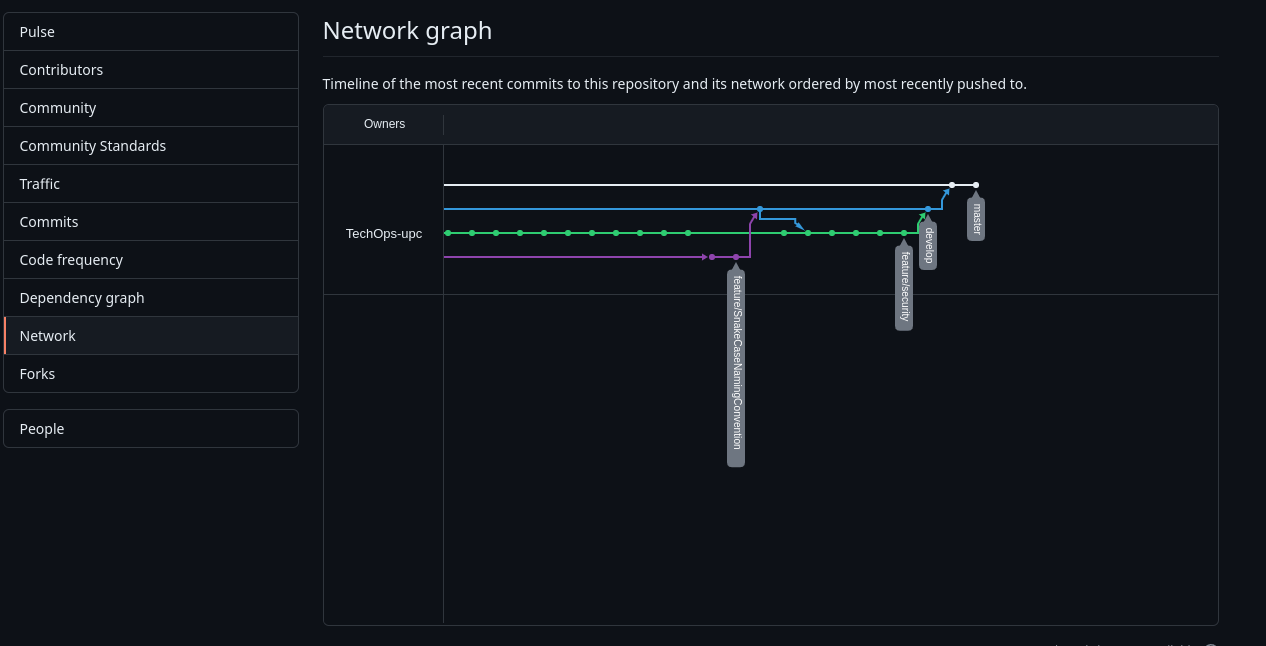 Pulse
Contributors
Community
Community Standards
Traffic
Commits
Code frequency
Dependency graph
Network
Forks
People
Network graph
Timeline of the most recent commits to this repository and its network ordered by most recently pushed to.
Owners
TechOps-upc
master
develop
feature/security
feature/SnakeCaseNamingConvention